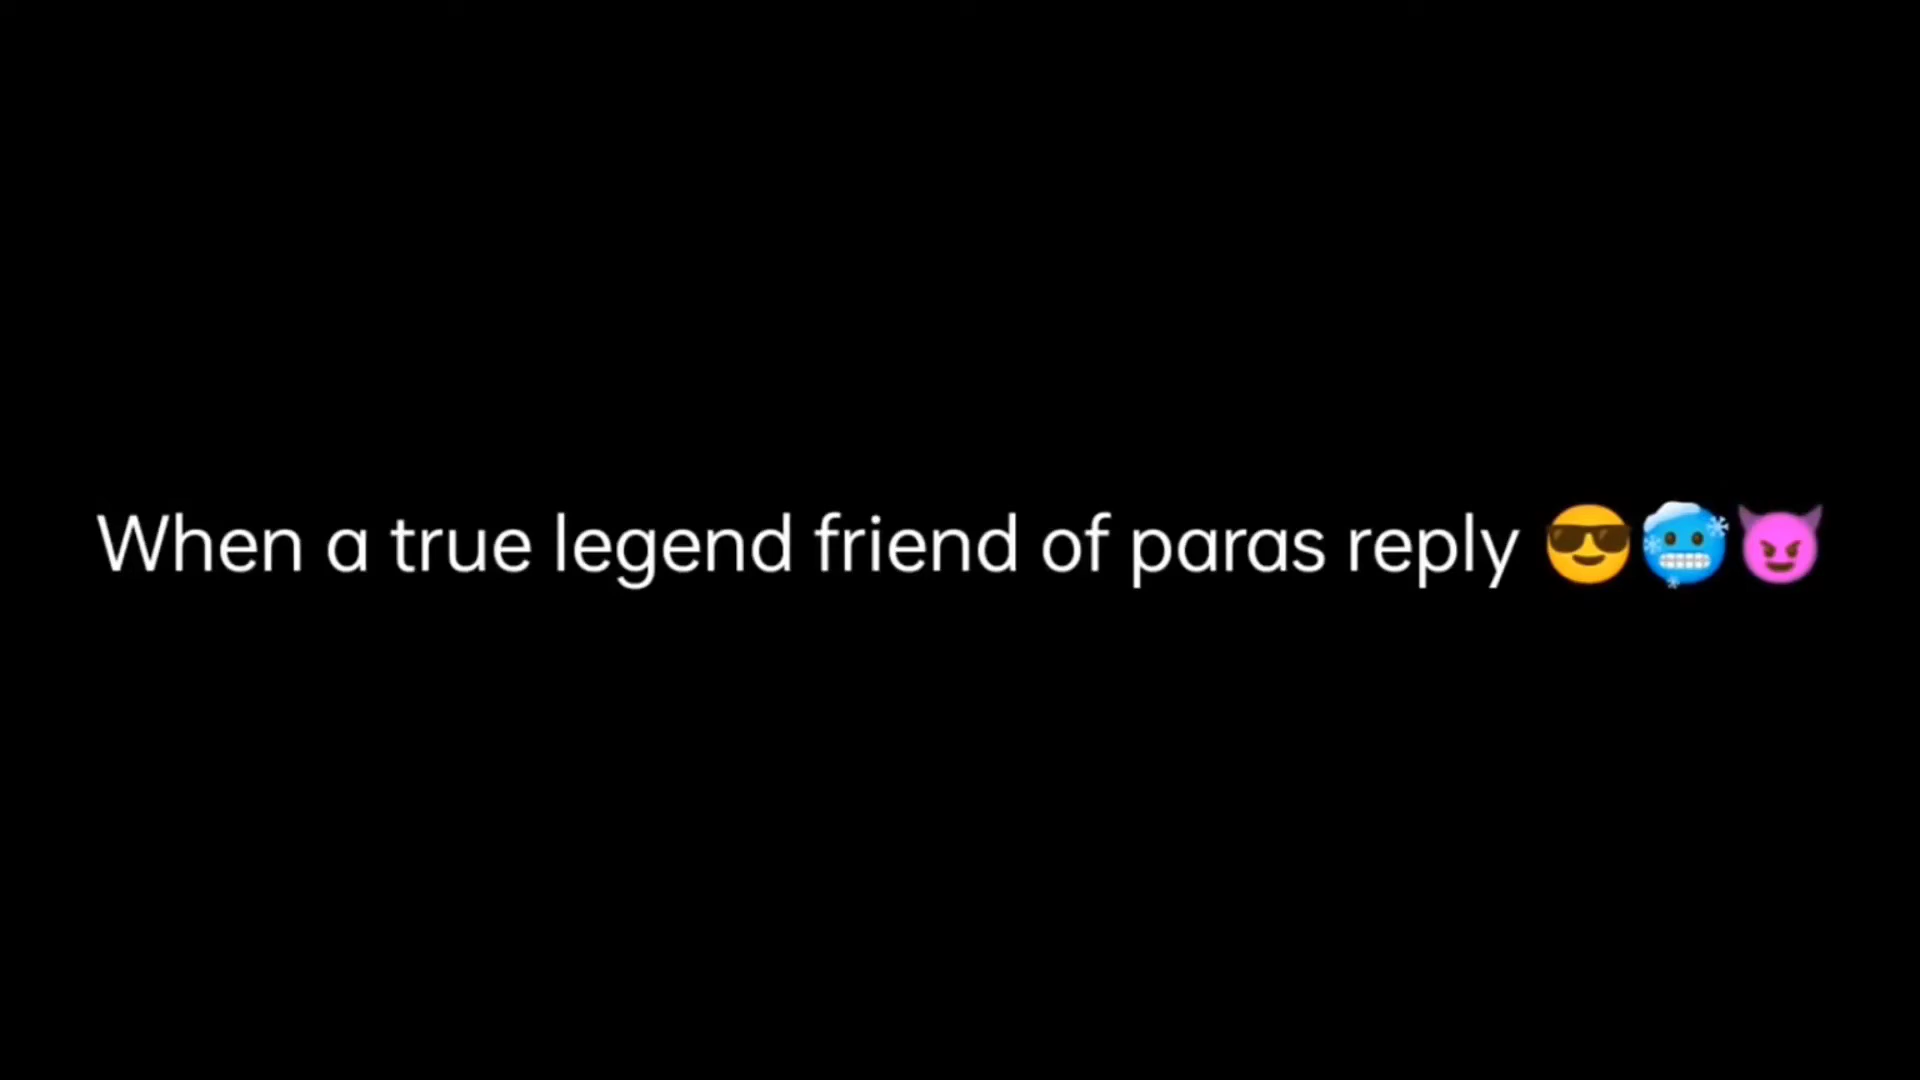 When a true legend friend of paras reply 😎🥶😈